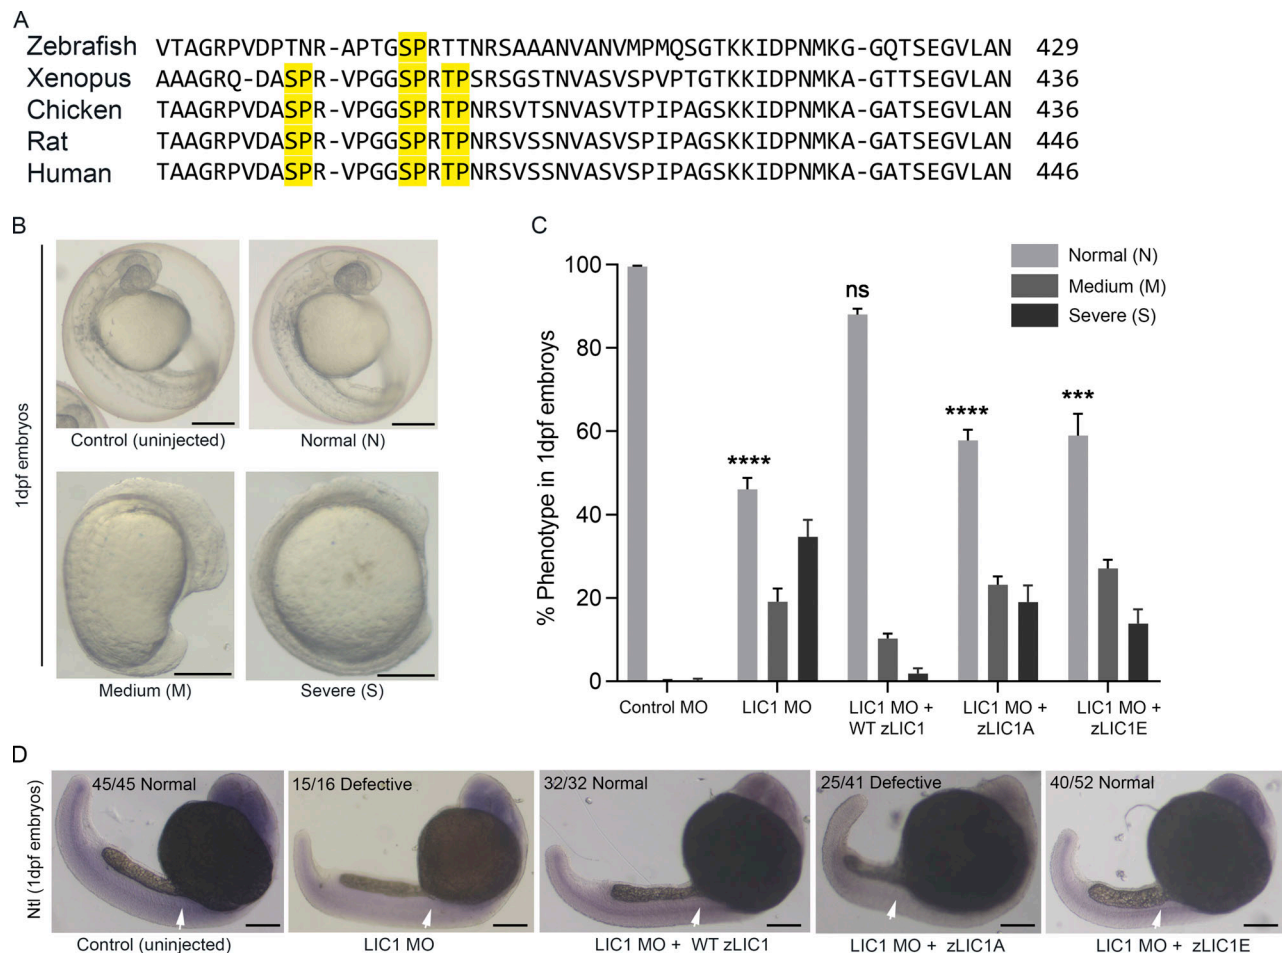 A
Zebrafish VTAGRPVDPTNR-APTGSPRTTNRSAAANVANVMPMQSGTKKIDPNMKG-GQTSEGVLAN 429
Xenopus AAAGRQ-DASPR-VPGGSPRTPSRSGSTNVASVSPVPTGTKKIDPNMKA-GTTSEGVLAN 436
Chicken TAAGRPVDASPR-VPGGSPRTPNRSVTSNVASVTPIPAGSKKIDPNMKA-GATSEGVLAN 436
Rat TAAGRPVDASPR-VPGGSPRTPNRSVSSNVASVSPIPAGSKKIDPNMKA-GATSEGVLAN 446
Human TAAGRPVDASPR-VPGGSPRTPNRSVSSNVASVSPIPAGSKKIDPNMKA-GATSEGVLAN 446
B
1dpf embryos
Control (uninjected)
Normal (N)
Medium (M)
Severe (S)
C
Normal (N)
Medium (M)
Severe (S)
% Phenotype in 1dpf embroys
100
80
60
40
20
0
****
ns
****
***
Control MO
LIC1 MO
LIC1 MO +
WT zLIC1
LIC1 MO +
zLIC1A
LIC1 MO +
zLIC1E
D
Ntl (1dpf embryos)
45/45 Normal
15/16 Defective
32/32 Normal
25/41 Defective
40/52 Normal
Control (uninjected)
LIC1 MO
LIC1 MO + WT zLIC1
LIC1 MO + zLIC1A
LIC1 MO + zLIC1E